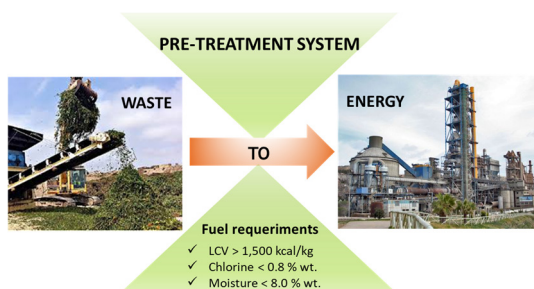 PRE-TREATMENT SYSTEM
WASTE
TO
ENERGY
Fuel requeriments
✓ LCV > 1,500 kcal/kg
✓ Chlorine < 0.8 % wt.
✓ Moisture < 8.0 % wt.